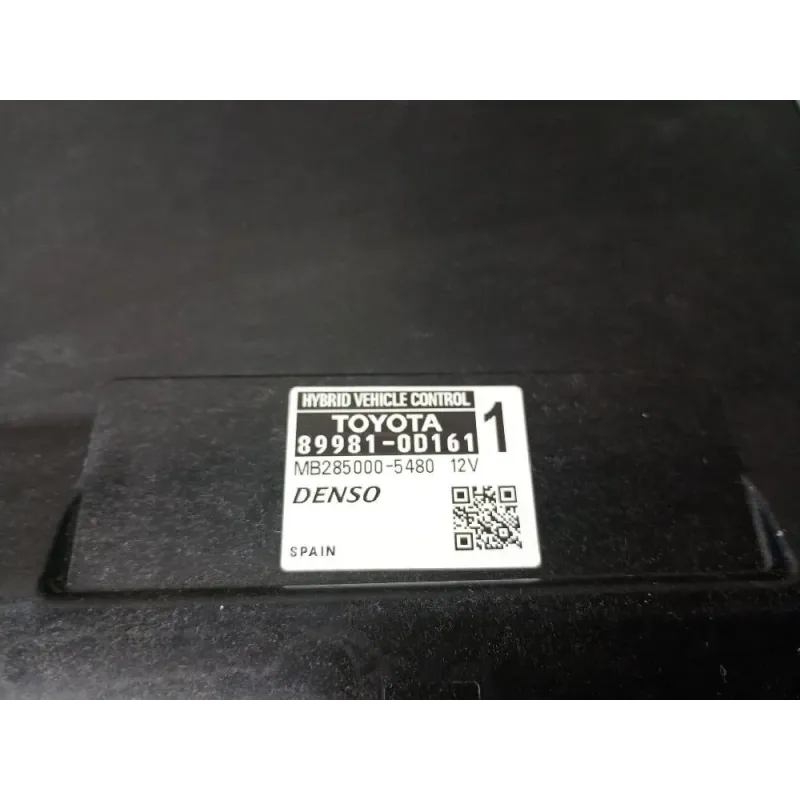 HYBRID VEHICLE CONTROL
TOYOTA 1
89981-0D161
MB285000-5480 12V
DENSO
SPAIN